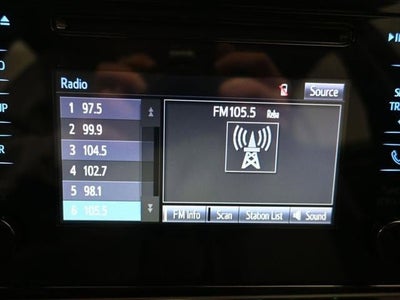 Radio
Source
FM105.5 Reba
1 97.5
2 99.9
3 104.5
4 102.7
5 98.1
6 105.5
FM Info
Scan
Station List
Sound